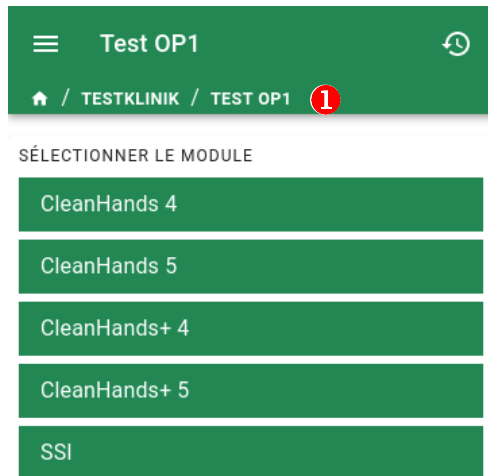 Test OP1
/ TESTKLINIK / TEST OP1 1
SÉLECTIONNER LE MODULE
CleanHands 4
CleanHands 5
CleanHands+ 4
CleanHands+ 5
SSI